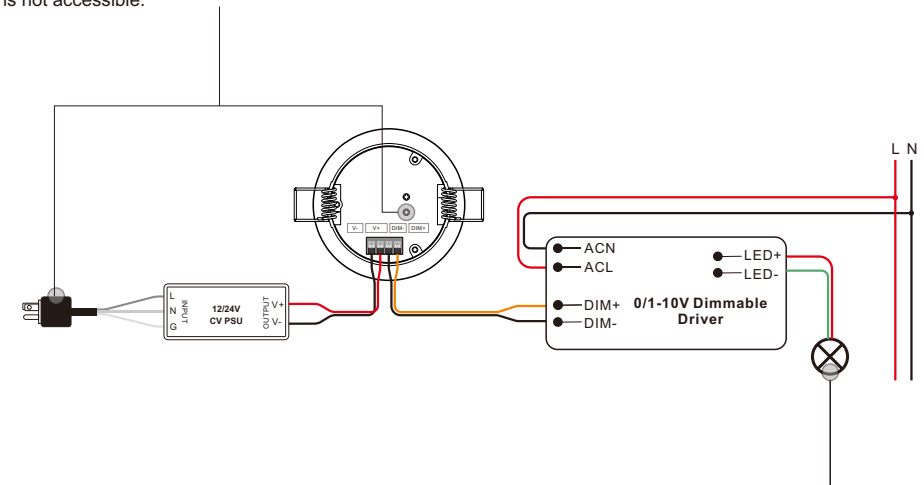 is not accessible.
L N
V- V+ DIM- DIM+
ACN
ACL
LED+
LED-
DIM+
DIM-
0/1-10V Dimmable
Driver
L
N
G
INPUT
12/24V
CV PSU
OUTPUT
V+
V-